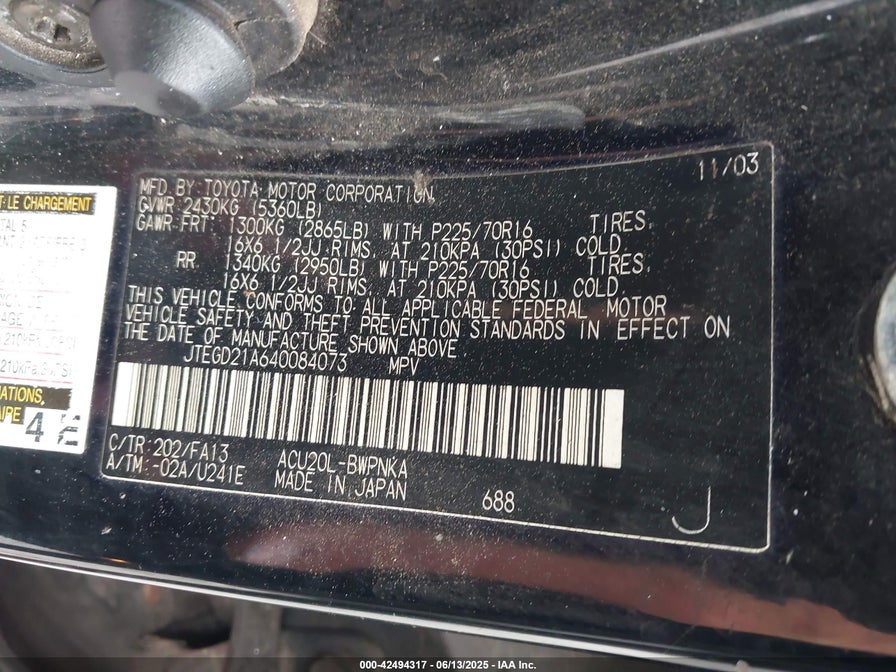 11/03
MFD.BY:TOYOTA MOTOR CORPORATION
GVWR:2430KG (5360LB)
GAWR:FRT: 1300KG (2865LB) WITH P225/70R16 TIRES,
16X6 1/2JJ RIMS, AT 210KPA (30PSI) COLD
RR 1340KG (2950LB) WITH P225/70R16 TIRES,
16X6 1/2JJ RIMS, AT 210KPA (30PSI) COLD
THIS VEHICLE CONFORMS TO ALL APPLICABLE FEDERAL MOTOR
VEHICLE SAFETY AND THEFT PREVENTION STANDARDS IN EFFECT ON
THE DATE OF MANUFACTURE SHOWN ABOVE
JTEGD21A640084073 MPV
C/TR:202/FA13 ACU20L-BWPNKA
A/TM:-02A/U241E MADE IN JAPAN
688
J
LE CHARGEMENT
4
000-42494317 - 06/13/2025 - IAA Inc.